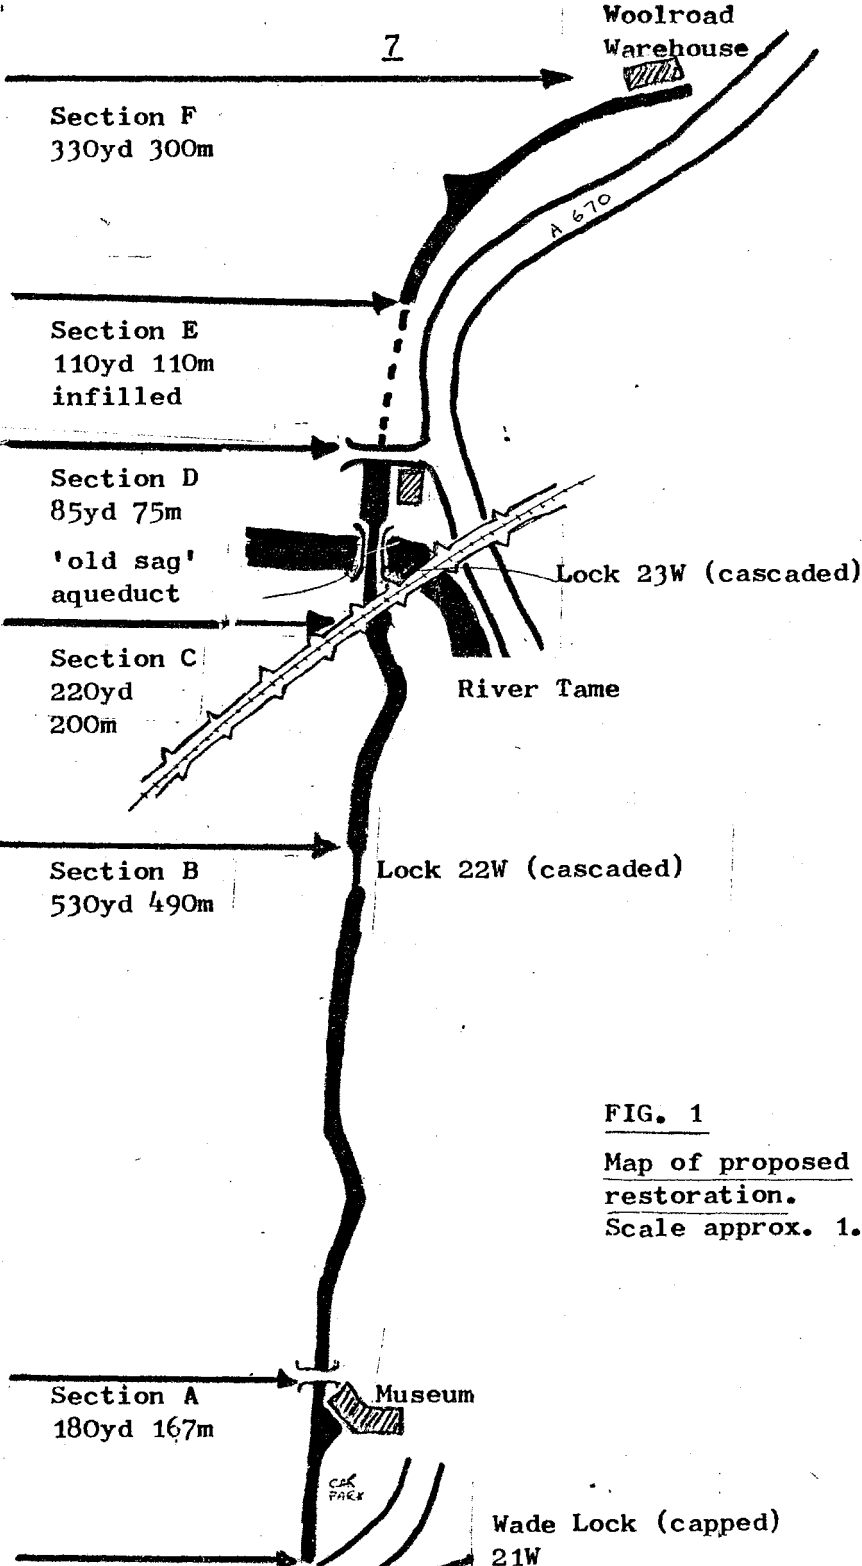 7
Woolroad
Warehouse
Section F
330yd 300m
A 670
Section E
110yd 110m
infilled
Section D
85yd 75m
'old sag'
aqueduct
Lock 23W (cascaded)
Section C
220yd
200m
River Tame
Section B
530yd 490m
Lock 22W (cascaded)
FIG. 1
Map of proposed
restoration.
Scale approx. 1.
Section A
180yd 167m
Museum
CAR
PARK
Wade Lock (capped)
21W